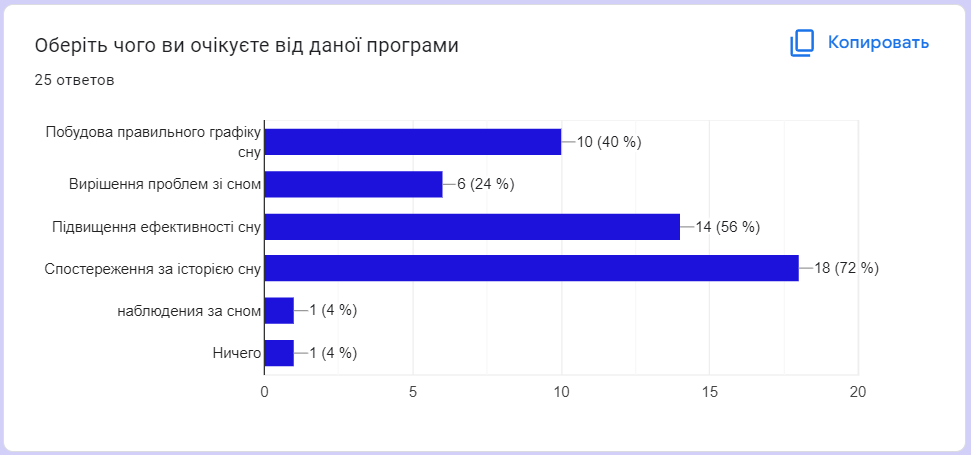 Оберіть чого ви очікуєте від даної програми
Копировать
25 ответов
Побудова правильного графіку
сну
10 (40 %)
Вирішення проблем зі сном
6 (24 %)
Підвищення ефективності сну
14 (56 %)
Спостереження за історією сну
18 (72 %)
наблюдения за сном
1 (4 %)
Ничего
1 (4 %)
0 5 10 15 20